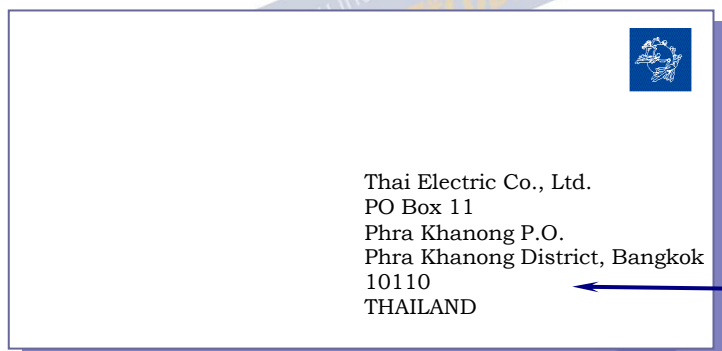 Thai Electric Co., Ltd.
PO Box 11
Phra Khanong P.O.
Phra Khanong District, Bangkok
10110
THAILAND